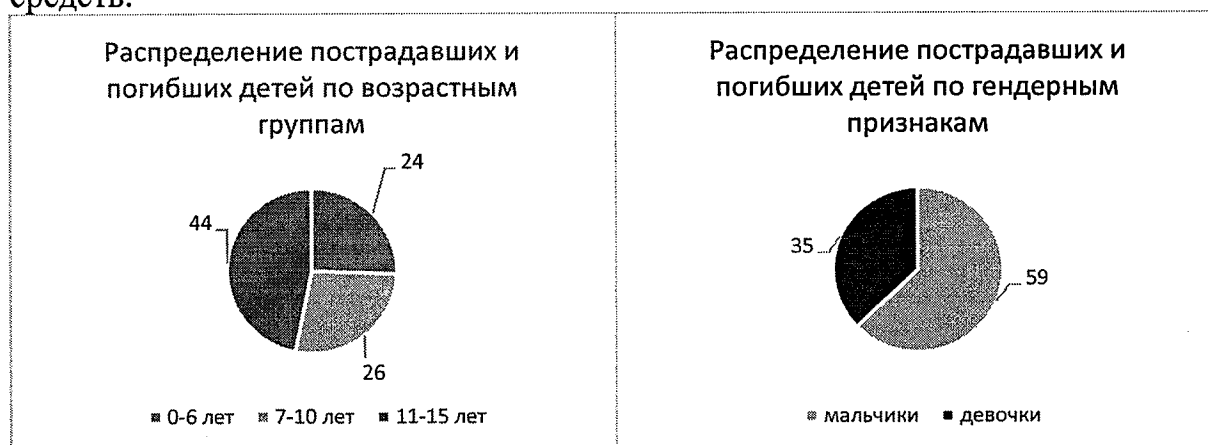 средств.
Распределение пострадавших и
погибших детей по возрастным
группам
24
44
26
0-6 лет 7-10 лет 11-15 лет
Распределение пострадавших и
погибших детей по гендерным
признакам
35
59
мальчики девочки